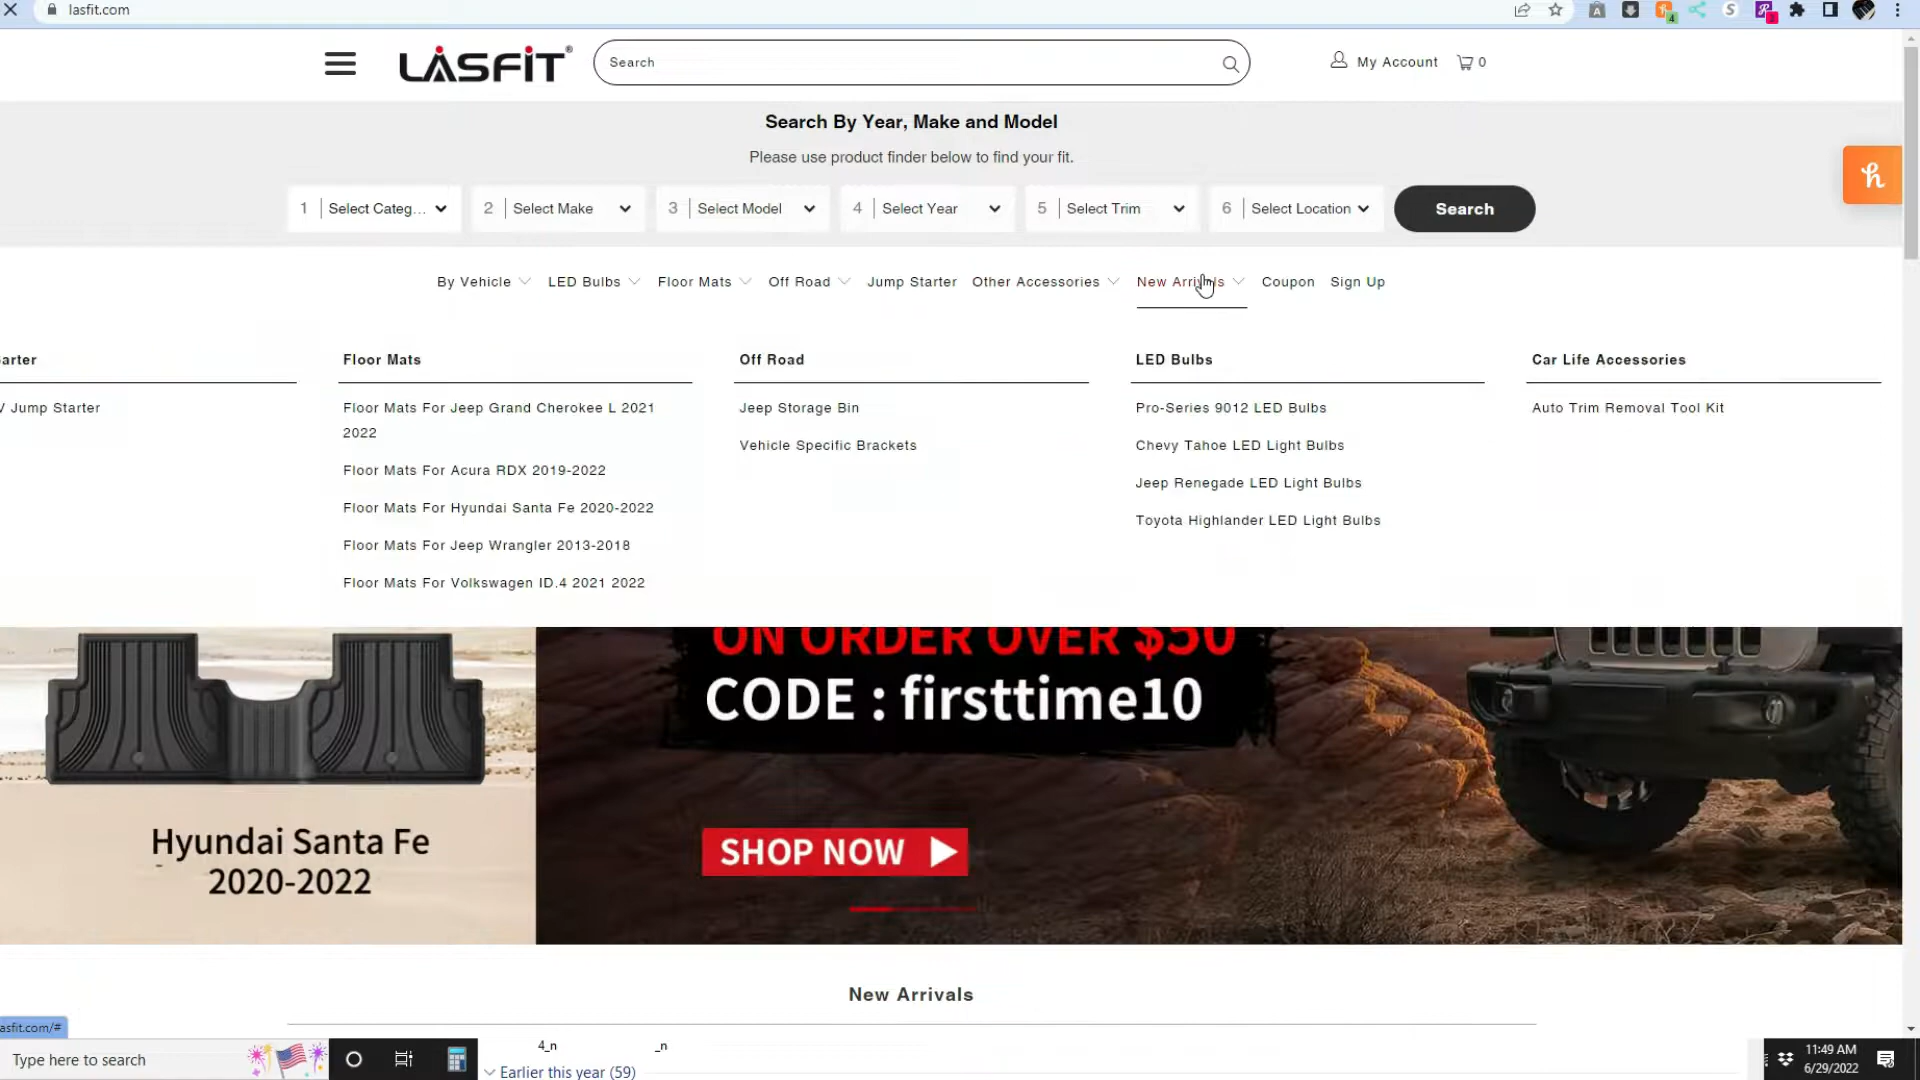 lasfit.com
LASFIT®
Search
My Account
0
Search By Year, Make and Model
Please use product finder below to find your fit.
1 Select Categ...
2 Select Make
3 Select Model
4 Select Year
5 Select Trim
6 Select Location
Search
By Vehicle
LED Bulbs
Floor Mats
Off Road
Jump Starter
Other Accessories
New Arrivals
Coupon
Sign Up
arter
Jump Starter
Floor Mats
Floor Mats For Jeep Grand Cherokee L 2021
2022
Floor Mats For Acura RDX 2019-2022
Floor Mats For Hyundai Santa Fe 2020-2022
Floor Mats For Jeep Wrangler 2013-2018
Floor Mats For Volkswagen ID.4 2021 2022
Off Road
Jeep Storage Bin
Vehicle Specific Brackets
LED Bulbs
Pro-Series 9012 LED Bulbs
Chevy Tahoe LED Light Bulbs
Jeep Renegade LED Light Bulbs
Toyota Highlander LED Light Bulbs
Car Life Accessories
Auto Trim Removal Tool Kit
Hyundai Santa Fe
2020-2022
ON ORDER OVER $50
CODE : firsttime10
SHOP NOW
New Arrivals
asfit.com/#
4_n
_n
Earlier this year (59)
Type here to search
11:49 AM
6/29/2022